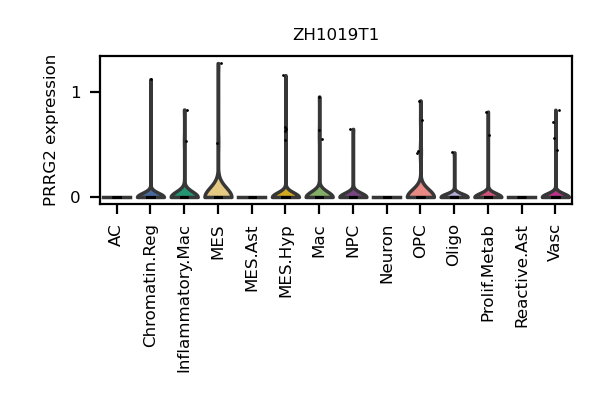 ZH1019T1
PRRG2 expression
1
0
AC
Chromatin.Reg
Inflammatory.Mac
MES
MES.Ast
MES.Hyp
Mac
NPC
Neuron
OPC
Oligo
Prolif.Metab
Reactive.Ast
Vasc